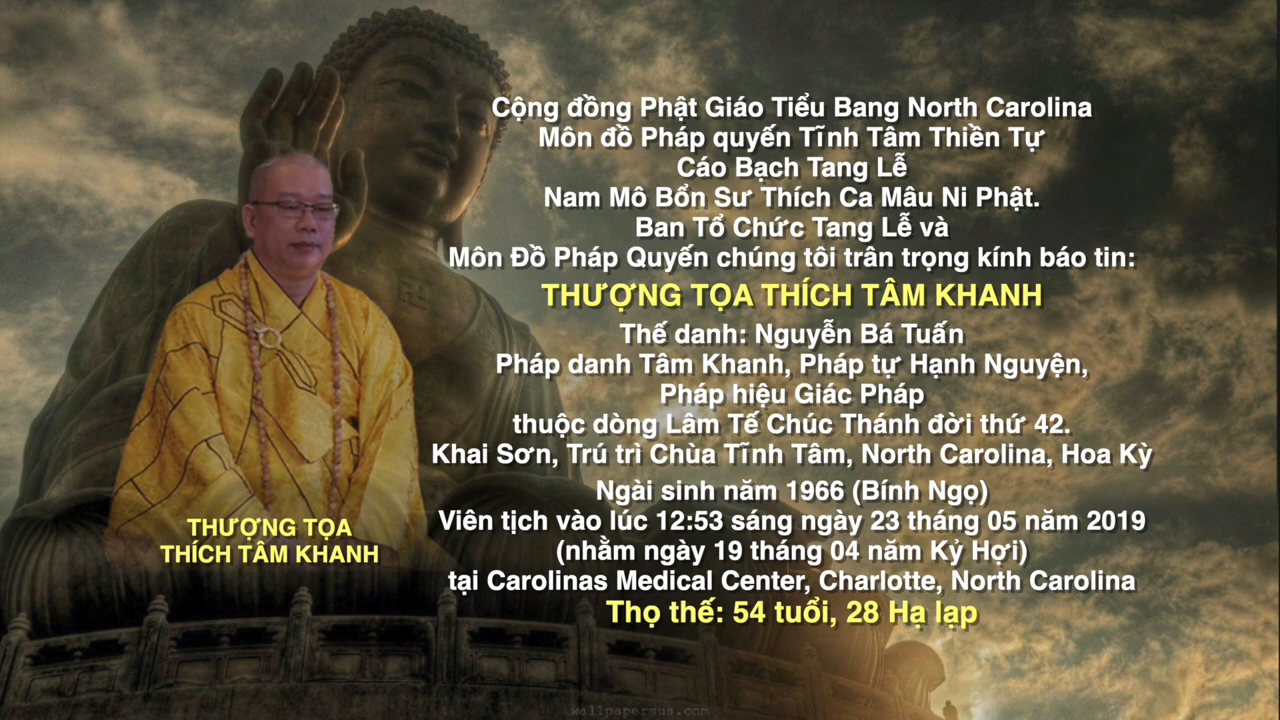 Cộng đồng Phật Giáo Tiểu Bang North Carolina
Môn đồ Pháp quyến Tĩnh Tâm Thiền Tự
Cáo Bạch Tang Lễ
Nam Mô Bổn Sư Thích Ca Mâu Ni Phật.
Ban Tổ Chức Tang Lễ và
Môn Đồ Pháp Quyến chúng tôi trân trọng kính báo tin:
THƯỢNG TỌA THÍCH TÂM KHANH
Thế danh: Nguyễn Bá Tuấn
Pháp danh Tâm Khanh, Pháp tự Hạnh Nguyện,
Pháp hiệu Giác Pháp
thuộc dòng Lâm Tế Chúc Thánh đời thứ 42.
Khai Sơn, Trú trì Chùa Tĩnh Tâm, North Carolina, Hoa Kỳ
Ngài sinh năm 1966 (Bính Ngọ)
Viên tịch vào lúc 12:53 sáng ngày 23 tháng 05 năm 2019
(nhằm ngày 19 tháng 04 năm Kỷ Hợi)
tại Carolinas Medical Center, Charlotte, North Carolina
Thọ thế: 54 tuổi, 28 Hạ lạp
THƯỢNG TỌA
THÍCH TÂM KHANH
wallpapersus.com